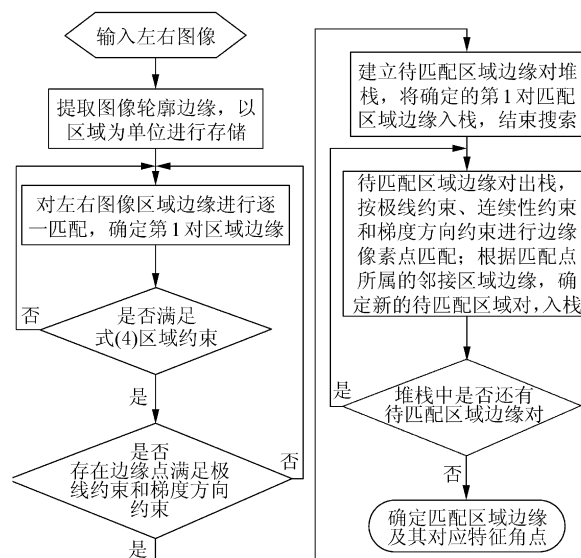 输入左右图像
提取图像轮廓边缘，以
区域为单位进行存储
对左右图像区域边缘进行逐
一匹配，确定第1对区域边缘
否
是否满足
式(4)区域约束
是
是否
存在边缘点满足极
线约束和梯度方向
约束
否
是
建立待匹配区域边缘对堆
栈，将确定的第1对匹配
区域边缘入栈，结束搜索
待匹配区域边缘对出栈，
按极线约束、连续性约束
和梯度方向约束进行边缘
像素点匹配；根据匹配点
所属的邻接区域边缘，确
定新的待匹配区域对，入栈
是
堆栈中是否还有
待匹配区域边缘对
否
确定匹配区域边缘
及其对应特征角点